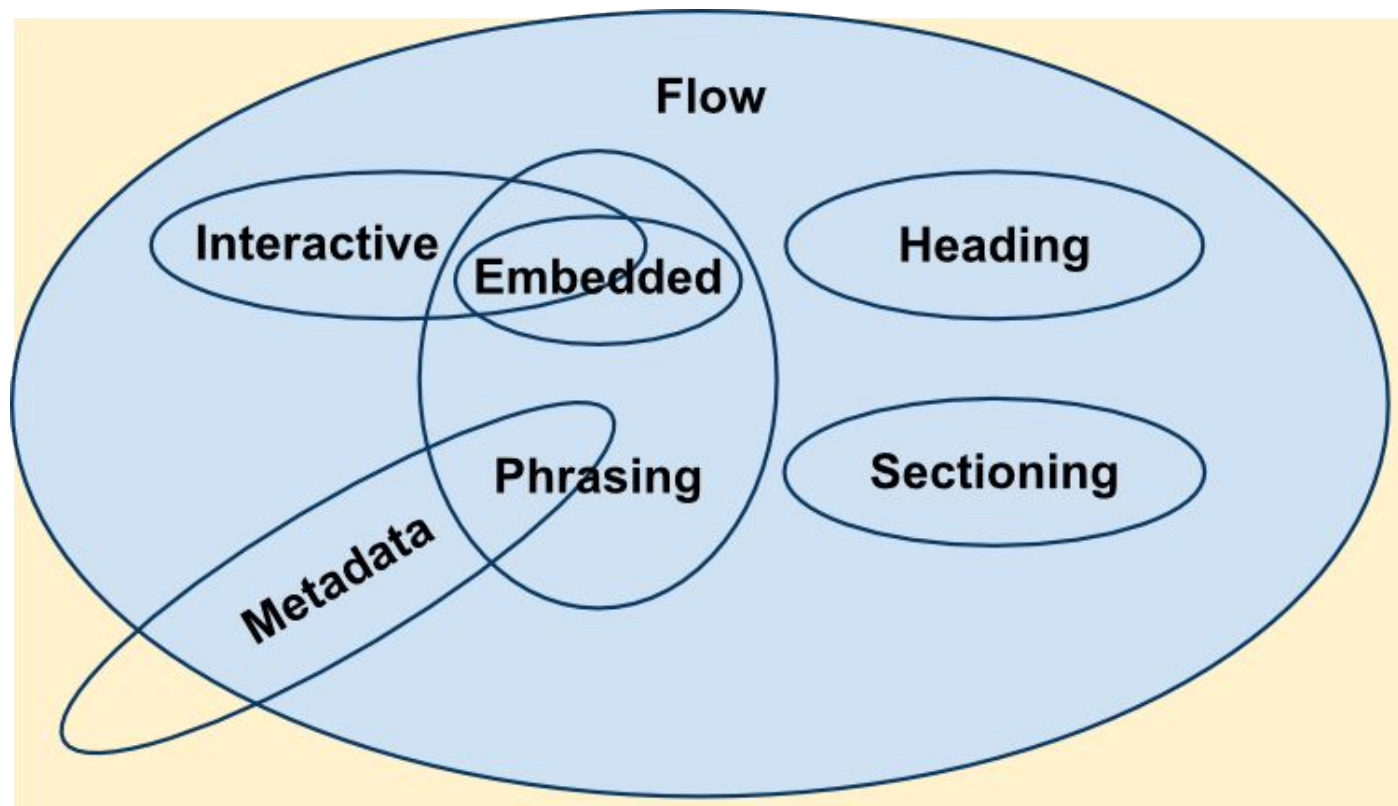 Flow
Interactive
Embedded
Heading
Phrasing
Sectioning
Metadata